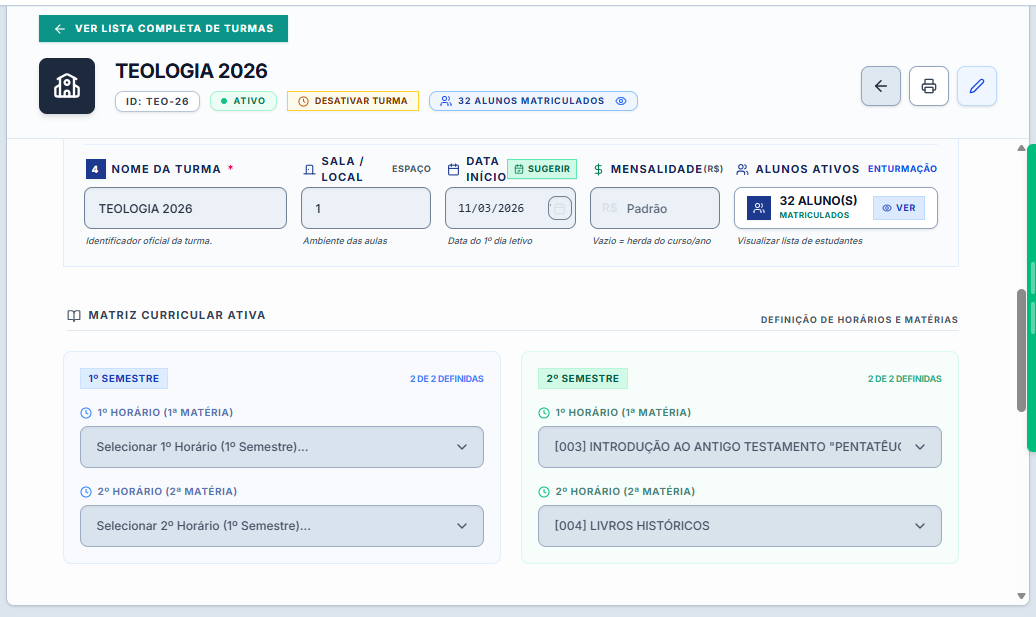 VER LISTA COMPLETA DE TURMAS
TEOLOGIA 2026
ID: TEO-26
ATIVO
DESATIVAR TURMA
32 ALUNOS MATRICULADOS
4 NOME DA TURMA *
SALA / LOCAL
ESPAÇO
DATA INÍCIO
SUGERIR
MENSALIDADE (R$)
ALUNOS ATIVOS
ENTURMAÇÃO
TEOLOGIA 2026
1
11/03/2026
R$ Padrão
32 ALUNO(S)
MATRICULADOS
VER
Identificador oficial da turma.
Ambiente das aulas
Data do 1º dia letivo
Vazio = herda do curso/ano
Visualizar lista de estudantes
MATRIZ CURRICULAR ATIVA
DEFINIÇÃO DE HORÁRIOS E MATÉRIAS
1º SEMESTRE
2 DE 2 DEFINIDAS
1º HORÁRIO (1ª MATÉRIA)
Selecionar 1º Horário (1º Semestre)...
2º HORÁRIO (2ª MATÉRIA)
Selecionar 2º Horário (1º Semestre)...
2º SEMESTRE
2 DE 2 DEFINIDAS
1º HORÁRIO (1ª MATÉRIA)
[003] INTRODUÇÃO AO ANTIGO TESTAMENTO "PENTATÊUC
2º HORÁRIO (2ª MATÉRIA)
[004] LIVROS HISTÓRICOS